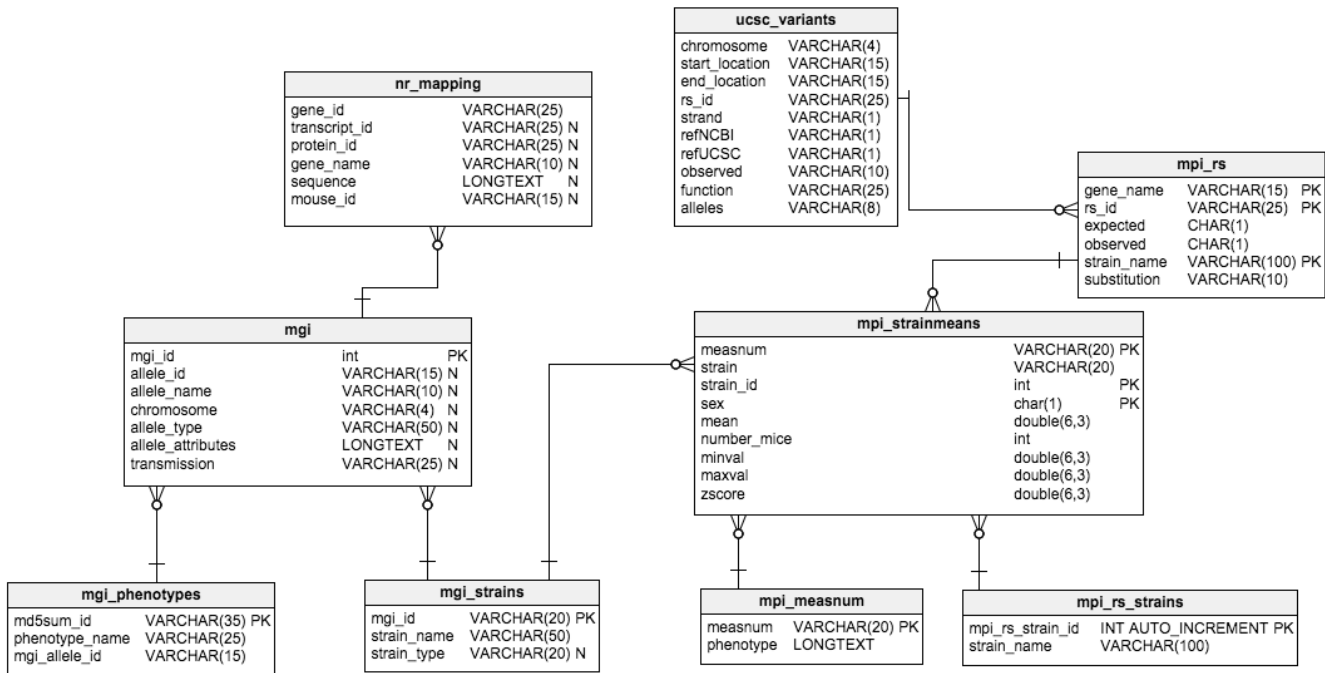 ucsc_variants
chromosome VARCHAR(4)
start_location VARCHAR(15)
end_location VARCHAR(15)
rs_id VARCHAR(25)
strand VARCHAR(1)
refNCBI VARCHAR(1)
refUCSC VARCHAR(1)
observed VARCHAR(10)
function VARCHAR(25)
alleles VARCHAR(8)
nr_mapping
gene_id VARCHAR(25)
transcript_id VARCHAR(25) N
protein_id VARCHAR(25) N
gene_name VARCHAR(10) N
sequence LONGTEXT N
mouse_id VARCHAR(15) N
mpi_rs
gene_name VARCHAR(15) PK
rs_id VARCHAR(25) PK
expected CHAR(1)
observed CHAR(1)
strain_name VARCHAR(100) PK
substitution VARCHAR(10)
mgi
mgi_id int PK
allele_id VARCHAR(15) N
allele_name VARCHAR(10) N
chromosome VARCHAR(4) N
allele_type VARCHAR(50) N
allele_attributes LONGTEXT N
transmission VARCHAR(25) N
mpi_strainmeans
measnum VARCHAR(20) PK
strain VARCHAR(20)
strain_id int PK
sex char(1) PK
mean double(6,3)
number_mice int
minval double(6,3)
maxval double(6,3)
zscore double(6,3)
mgi_phenotypes
md5sum_id VARCHAR(35) PK
phenotype_name VARCHAR(25)
mgi_allele_id VARCHAR(15)
mgi_strains
mgi_id VARCHAR(20) PK
strain_name VARCHAR(50)
strain_type VARCHAR(20) N
mpi_measnum
measnum VARCHAR(20) PK
phenotype LONGTEXT
mpi_rs_strains
mpi_rs_strain_id INT AUTO_INCREMENT PK
strain_name VARCHAR(100)